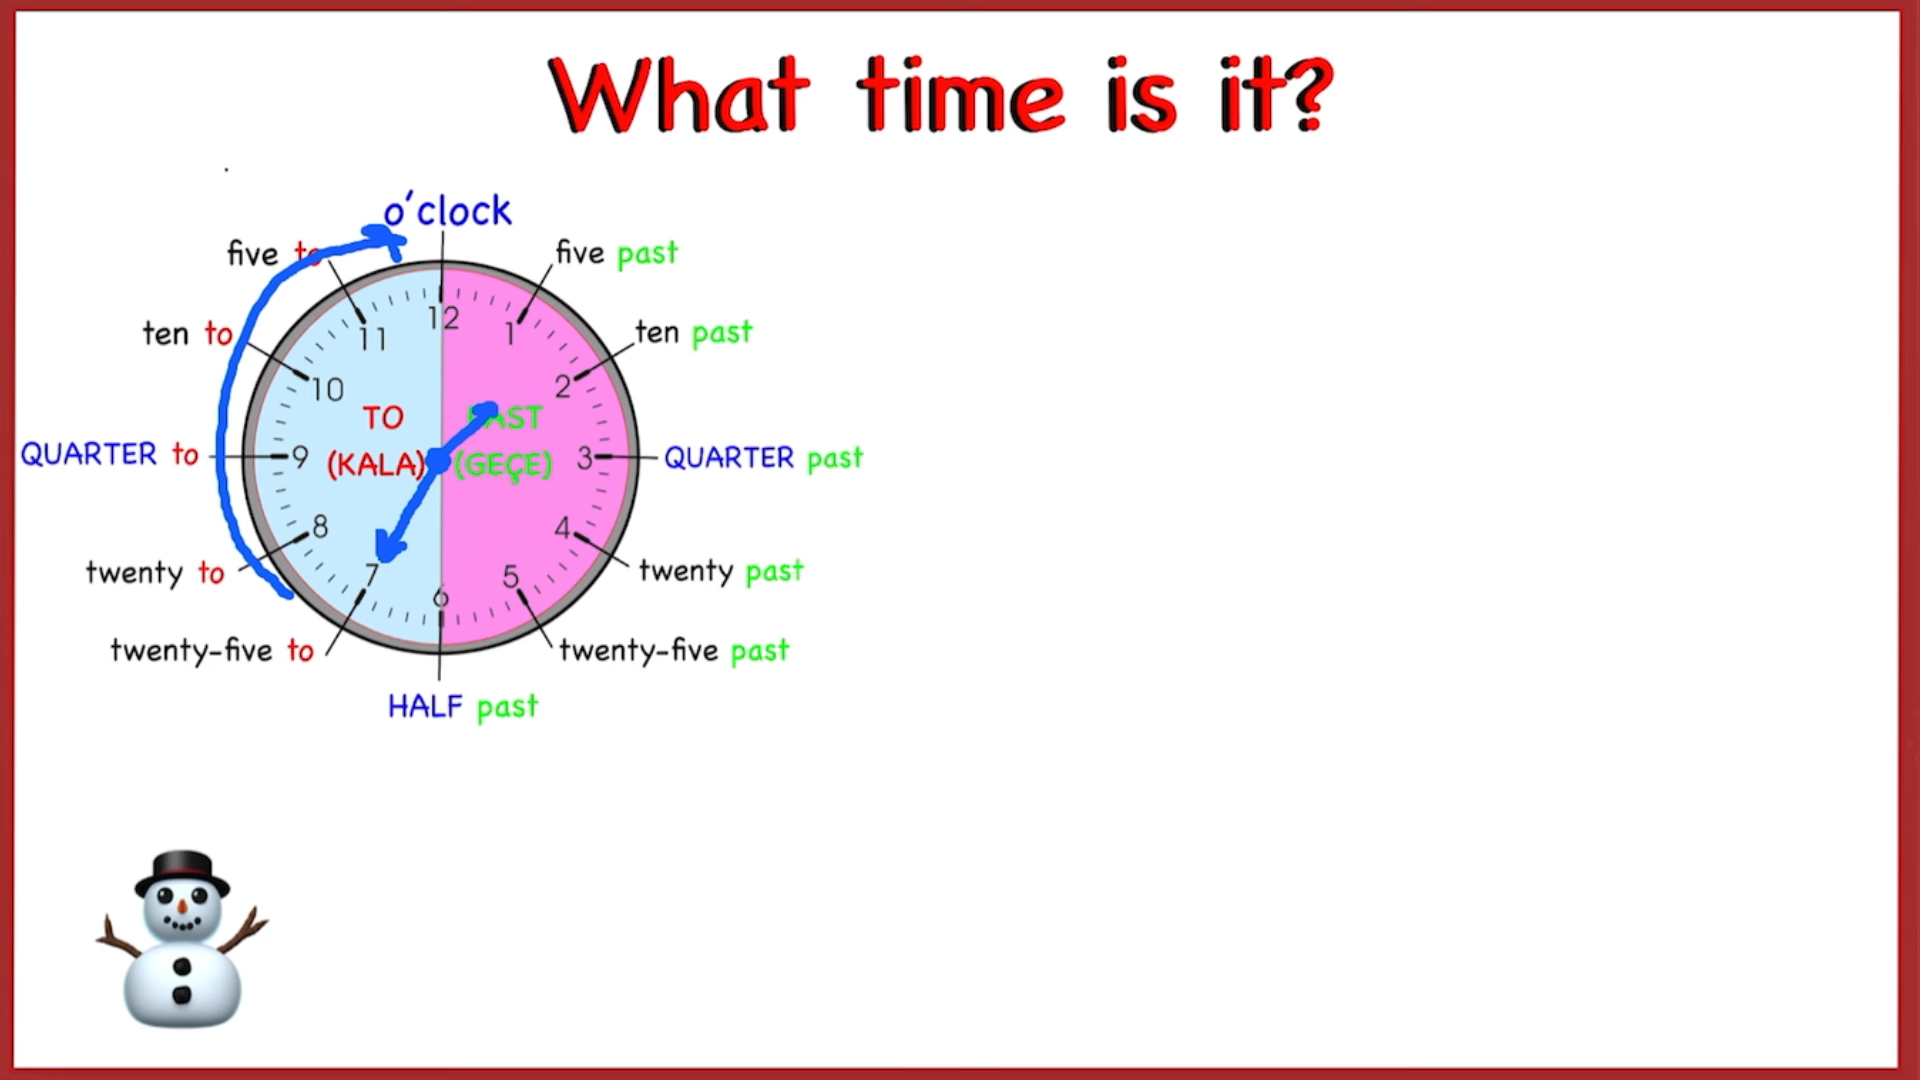 What time is it?
o'clock
five to
five past
ten to
ten past
12
11
1
10
2
TO
PAST
(KALA)
(GEÇE)
QUARTER to
9
3
QUARTER past
8
4
twenty to
twenty past
7
5
6
twenty-five to
twenty-five past
HALF past